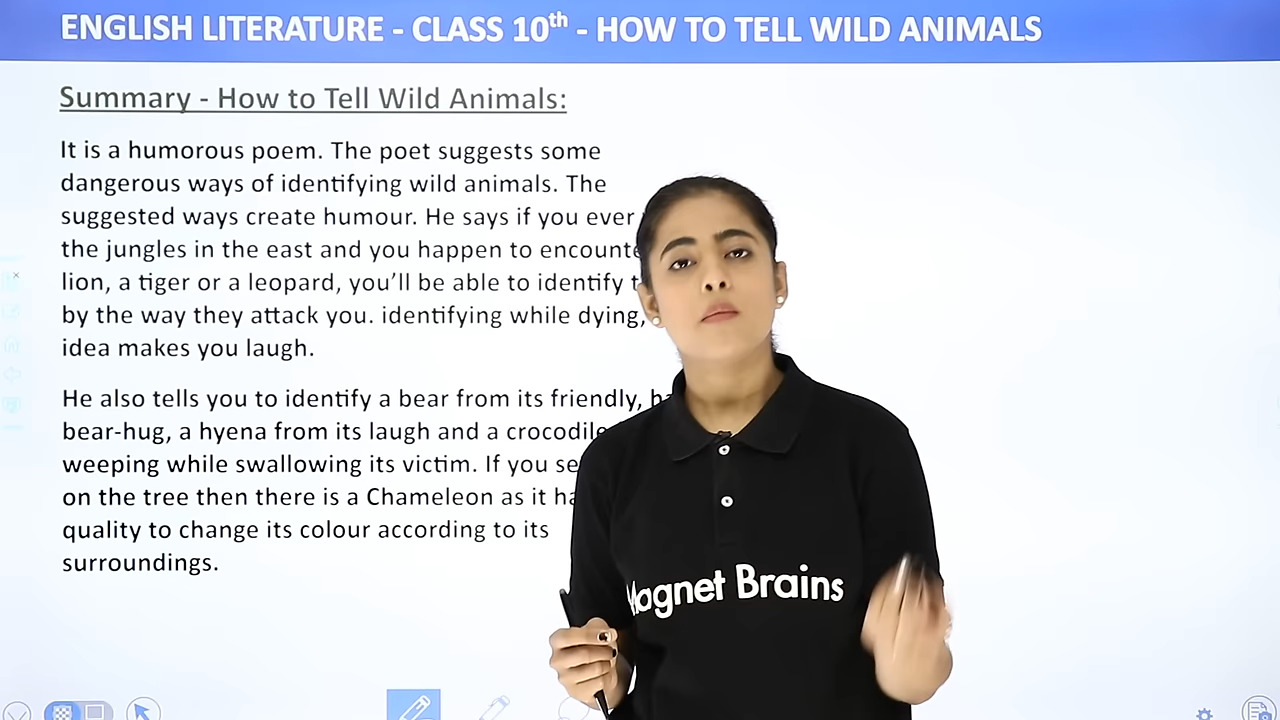 ENGLISH LITERATURE - CLASS 10th - HOW TO TELL WILD ANIMALS
Summary - How to Tell Wild Animals:
It is a humorous poem. The poet suggests some
dangerous ways of identifying wild animals. The
suggested ways create humour. He says if you ever
the jungles in the east and you happen to
lion, a tiger or a leopard, you'll be able to identify
by the way they attack you. identifying while dying,
idea makes you laugh.
He also tells you to identify a bear from its friendly,
bear-hug, a hyena from its laugh and a crocodile
weeping while swallowing its victim. If you
on the tree then there is a Chameleon as it
quality to change its colour according to its
surroundings.
Magnet Brains